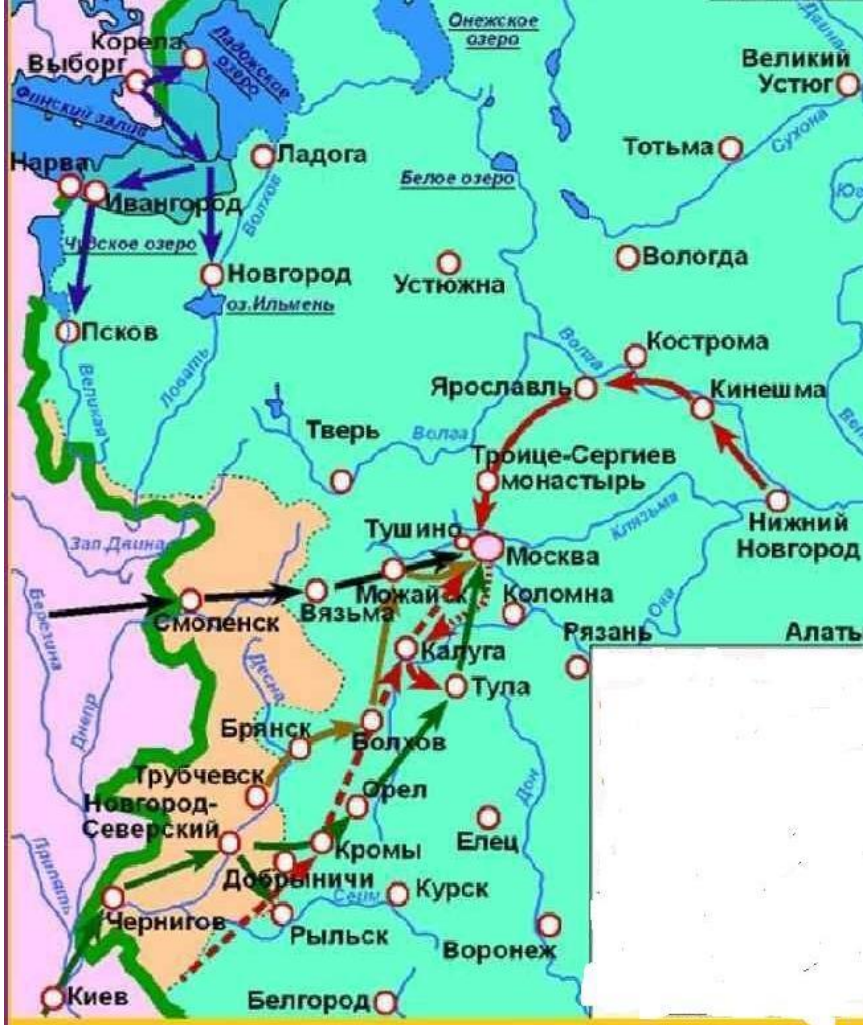 Онежское
озеро
Корела
Ладожское
озеро
Выборг
Великий
Устюг
Финский залив
Сухона
Тотьма
Ладога
Нарва
Белое озеро
Ивангород
Волхов
Чудское озеро
Вологда
Новгород
Устюжна
оз.Ильмень
Псков
Волга
Кострома
Великая
Ловать
Ярославль
Кинешма
Тверь
Волга
Троице-Сергиев
монастырь
Клязьма
Тушино
Зап.Двина
Москва
Нижний
Новгород
Березина
Можайск
Коломна
Вязьма
Ока
Смоленск
Рязань
Алать
Калуга
Десна
Тула
Днепр
Брянск
Волхов
Трубчевск
Дон
Орел
Новгород-
Северский
Елец
Кромы
Припять
Добрыничи
Курск
Сейм
Чернигов
Рыльск
Воронеж
Киев
Белгород